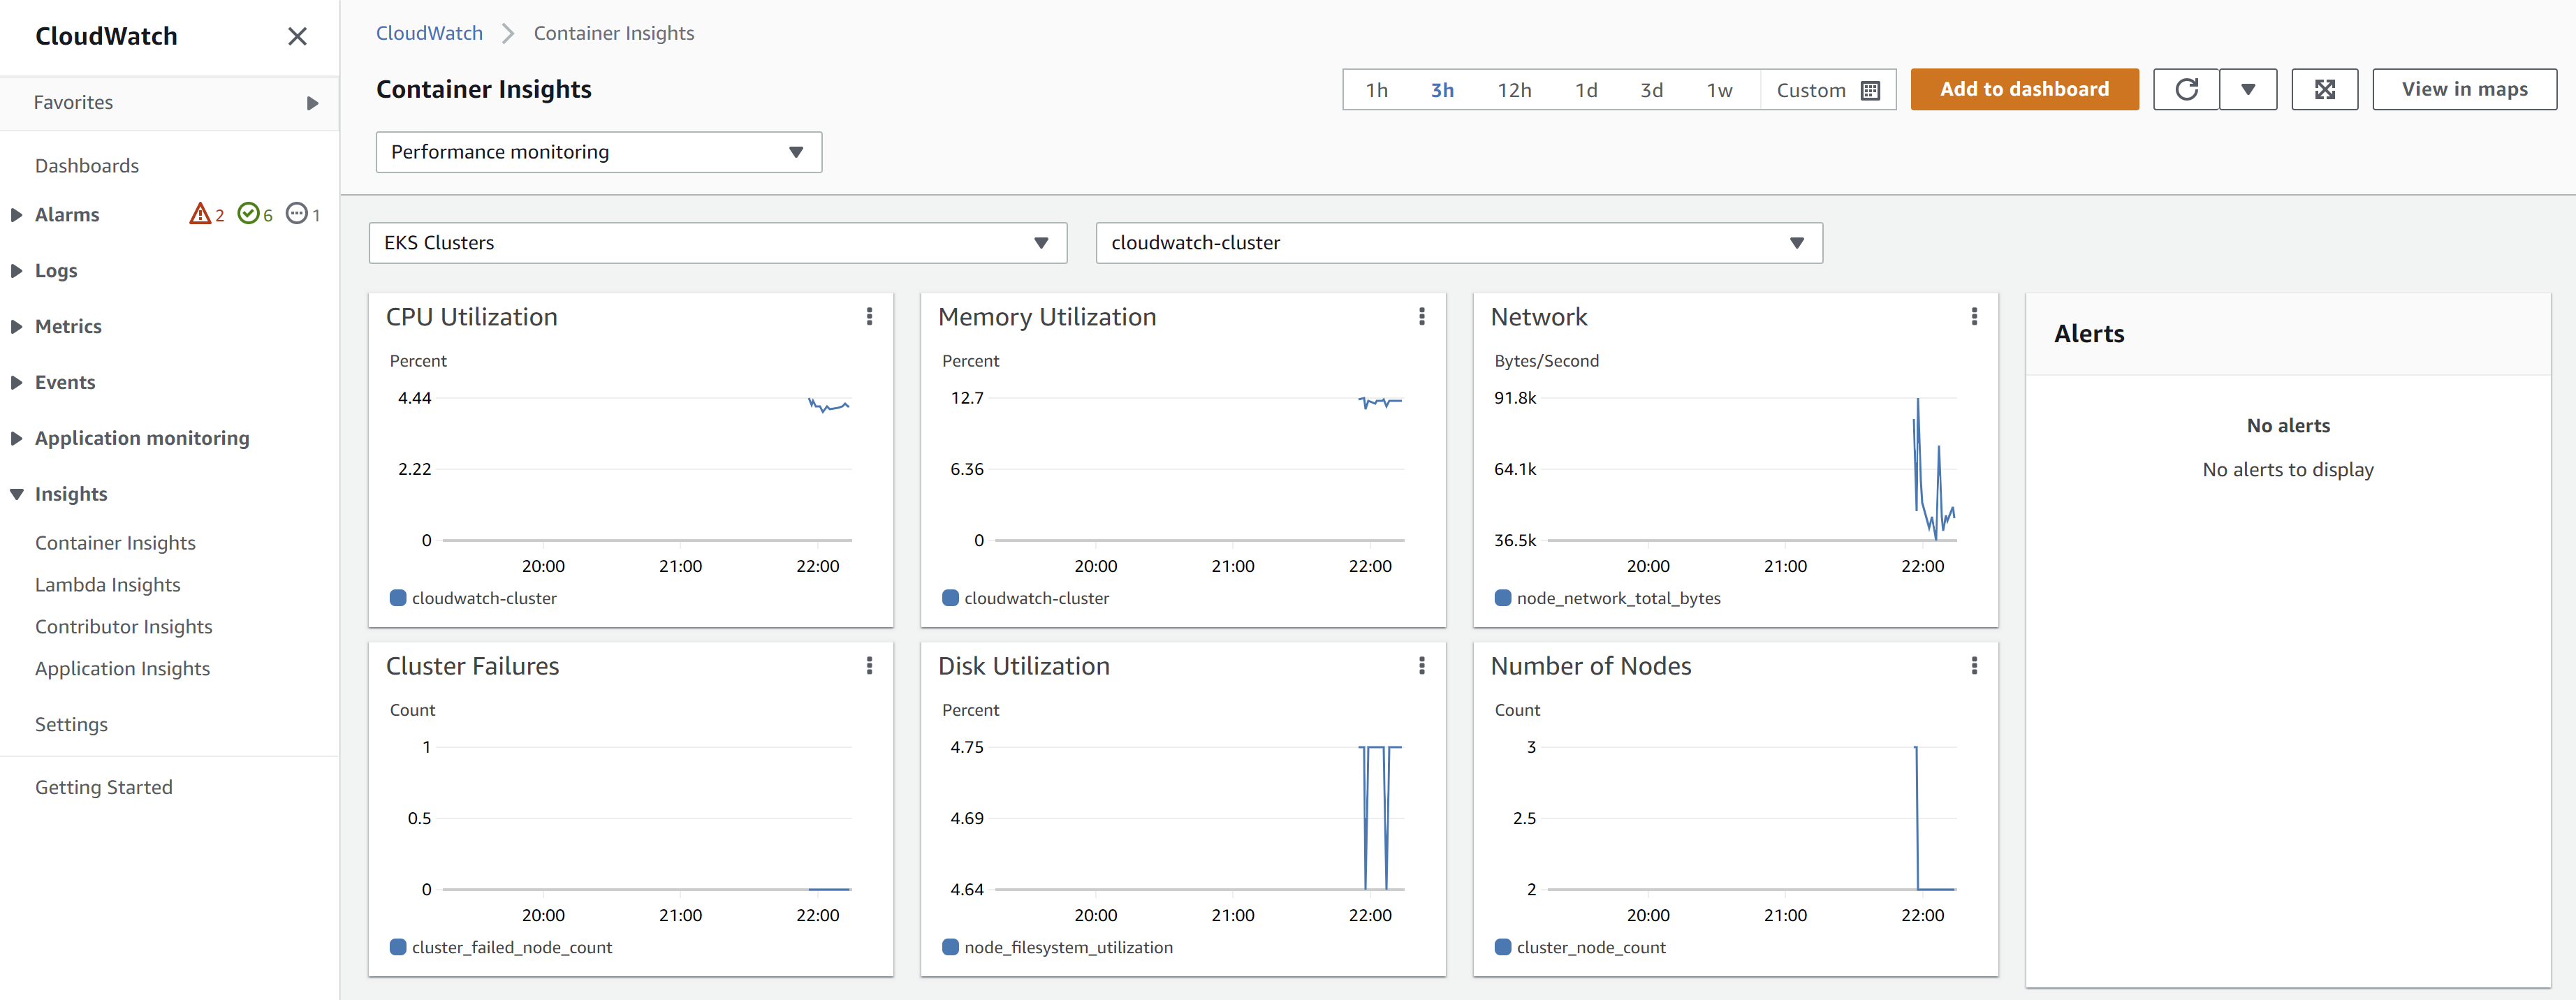 CloudWatch
Favorites
Dashboards
Alarms 2 6 1
Logs
Metrics
Events
Application monitoring
Insights
Container Insights
Lambda Insights
Contributor Insights
Application Insights
Settings
Getting Started
CloudWatch Container Insights
Container Insights
1h 3h 12h 1d 3d 1w Custom Add to dashboard View in maps
Performance monitoring
EKS Clusters cloudwatch-cluster
CPU Utilization
Percent
4.44
2.22
0
20:00 21:00 22:00
cloudwatch-cluster
Memory Utilization
Percent
12.7
6.36
0
20:00 21:00 22:00
cloudwatch-cluster
Network
Bytes/Second
91.8k
64.1k
36.5k
20:00 21:00 22:00
node_network_total_bytes
Alerts
No alerts
No alerts to display
Cluster Failures
Count
1
0.5
0
20:00 21:00 22:00
cluster_failed_node_count
Disk Utilization
Percent
4.75
4.69
4.64
20:00 21:00 22:00
node_filesystem_utilization
Number of Nodes
Count
3
2.5
2
20:00 21:00 22:00
cluster_node_count